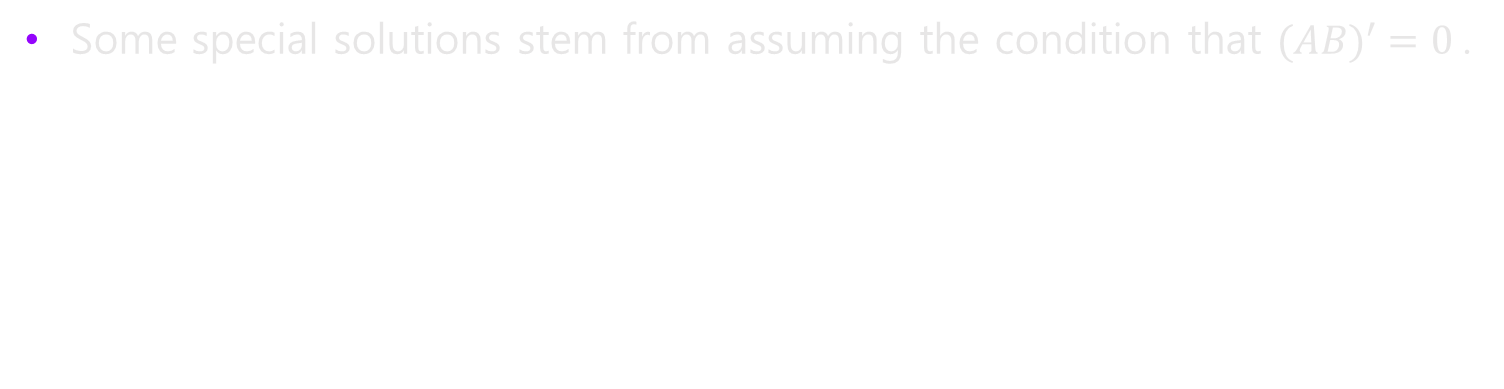 • Some special solutions stem from assuming the condition that (AB)′ = 0 .